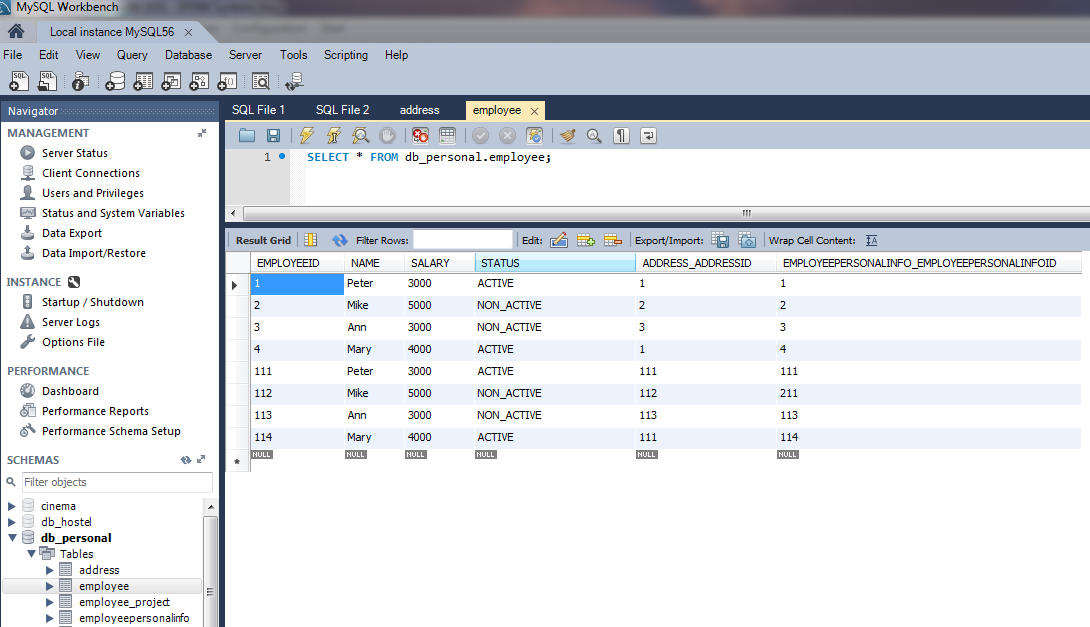 MySQL Workbench
Local instance MySQL56
File Edit View Query Database Server Tools Scripting Help
Navigator
MANAGEMENT
Server Status
Client Connections
Users and Privileges
Status and System Variables
Data Export
Data Import/Restore
INSTANCE
Startup / Shutdown
Server Logs
Options File
PERFORMANCE
Dashboard
Performance Reports
Performance Schema Setup
SCHEMAS
Filter objects
cinema
db_hostel
db_personal
Tables
address
employee
employee_project
employeepersonalinfo
SQL File 1 SQL File 2 address employee
1 SELECT * FROM db_personal.employee;
Result Grid Filter Rows: Edit: Export/Import: Wrap Cell Content:
EMPLOYEEID NAME SALARY STATUS ADDRESS_ADDRESSID EMPLOYEEPERSONALINFO_EMPLOYEEPERSONALINFOID
1 Peter 3000 ACTIVE 1 1
2 Mike 5000 NON_ACTIVE 2 2
3 Ann 3000 NON_ACTIVE 3 3
4 Mary 4000 ACTIVE 1 4
111 Peter 3000 ACTIVE 111 111
112 Mike 5000 NON_ACTIVE 112 211
113 Ann 3000 NON_ACTIVE 113 113
114 Mary 4000 ACTIVE 111 114
NULL NULL NULL NULL NULL NULL